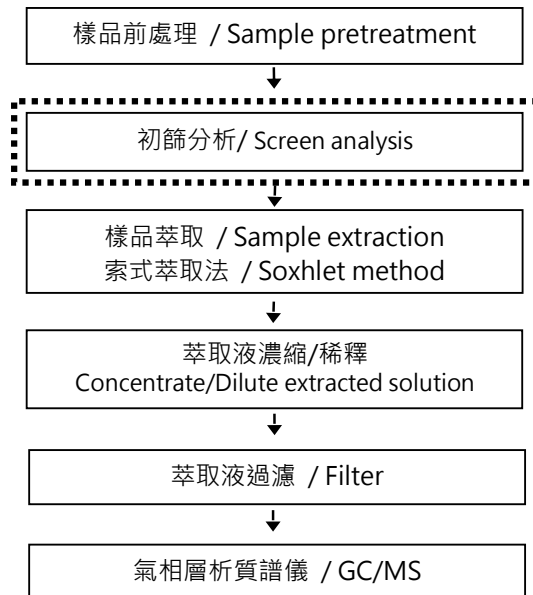 樣品前處理 / Sample pretreatment
初篩分析/ Screen analysis
樣品萃取 / Sample extraction
索式萃取法 / Soxhlet method
萃取液濃縮/稀釋
Concentrate/Dilute extracted solution
萃取液過濾 / Filter
氣相層析質譜儀 / GC/MS